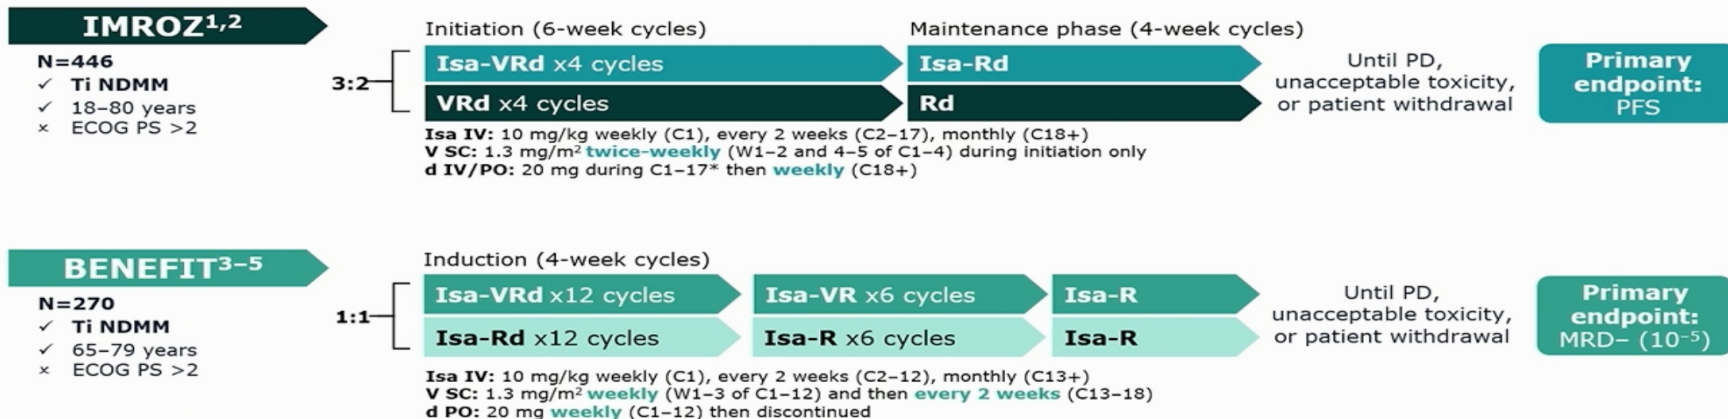 IMROZ¹,²
N=446
✓ Ti NDMM
✓ 18–80 years
× ECOG PS >2
3:2
Initiation (6-week cycles)
Maintenance phase (4-week cycles)
Isa-VRd x4 cycles
Isa-Rd
VRd x4 cycles
Rd
Until PD,
unacceptable toxicity,
or patient withdrawal
Primary
endpoint:
PFS
Isa IV: 10 mg/kg weekly (C1), every 2 weeks (C2–17), monthly (C18+)
V SC: 1.3 mg/m² twice-weekly (W1–2 and 4–5 of C1–4) during initiation only
d IV/PO: 20 mg during C1–17* then weekly (C18+)
BENEFIT³⁻⁵
N=270
✓ Ti NDMM
✓ 65–79 years
× ECOG PS >2
1:1
Induction (4-week cycles)
Isa-VRd x12 cycles
Isa-VR x6 cycles
Isa-R
Isa-Rd x12 cycles
Isa-R x6 cycles
Isa-R
Until PD,
unacceptable toxicity,
or patient withdrawal
Primary
endpoint:
MRD– (10⁻⁵)
Isa IV: 10 mg/kg weekly (C1), every 2 weeks (C2–12), monthly (C13+)
V SC: 1.3 mg/m² weekly (W1–3 of C1–12) and then every 2 weeks (C13–18)
d PO: 20 mg weekly (C1–12) then discontinued